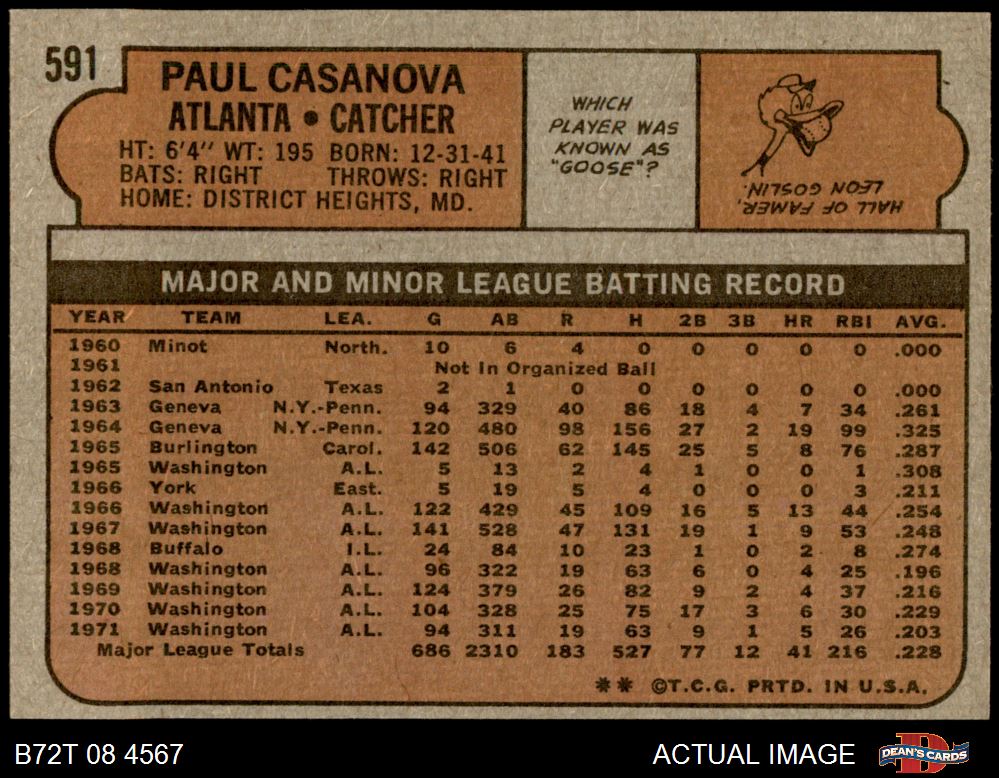 591
PAUL CASANOVA
ATLANTA • CATCHER
HT: 6'4" WT: 195 BORN: 12-31-41
BATS: RIGHT THROWS: RIGHT
HOME: DISTRICT HEIGHTS, MD.
WHICH
PLAYER WAS
KNOWN AS
"GOOSE"?
HALL OF FAMER,
LEON GOSLIN.
MAJOR AND MINOR LEAGUE BATTING RECORD
YEAR TEAM LEA. G AB R H 2B 3B HR RBI AVG.
1960 Minot North. 10 6 4 0 0 0 0 0 .000
1961 Not In Organized Ball
1962 San Antonio Texas 2 1 0 0 0 0 0 0 .000
1963 Geneva N.Y.-Penn. 94 329 40 86 18 4 7 34 .261
1964 Geneva N.Y.-Penn. 120 480 98 156 27 2 19 99 .325
1965 Burlington Carol. 142 506 62 145 25 5 8 76 .287
1965 Washington A.L. 5 13 2 4 1 0 0 1 .308
1966 York East. 5 19 5 4 0 0 0 3 .211
1966 Washington A.L. 122 429 45 109 16 5 13 44 .254
1967 Washington A.L. 141 528 47 131 19 1 9 53 .248
1968 Buffalo I.L. 24 84 10 23 1 0 2 8 .274
1968 Washington A.L. 96 322 19 63 6 0 4 25 .196
1969 Washington A.L. 124 379 26 82 9 2 4 37 .216
1970 Washington A.L. 104 328 25 75 17 3 6 30 .229
1971 Washington A.L. 94 311 19 63 9 1 5 26 .203
Major League Totals 686 2310 183 527 77 12 41 216 .228
** ©T.C.G. PRTD. IN U.S.A.
B72T 08 4567 ACTUAL IMAGE DEAN'S CARDS